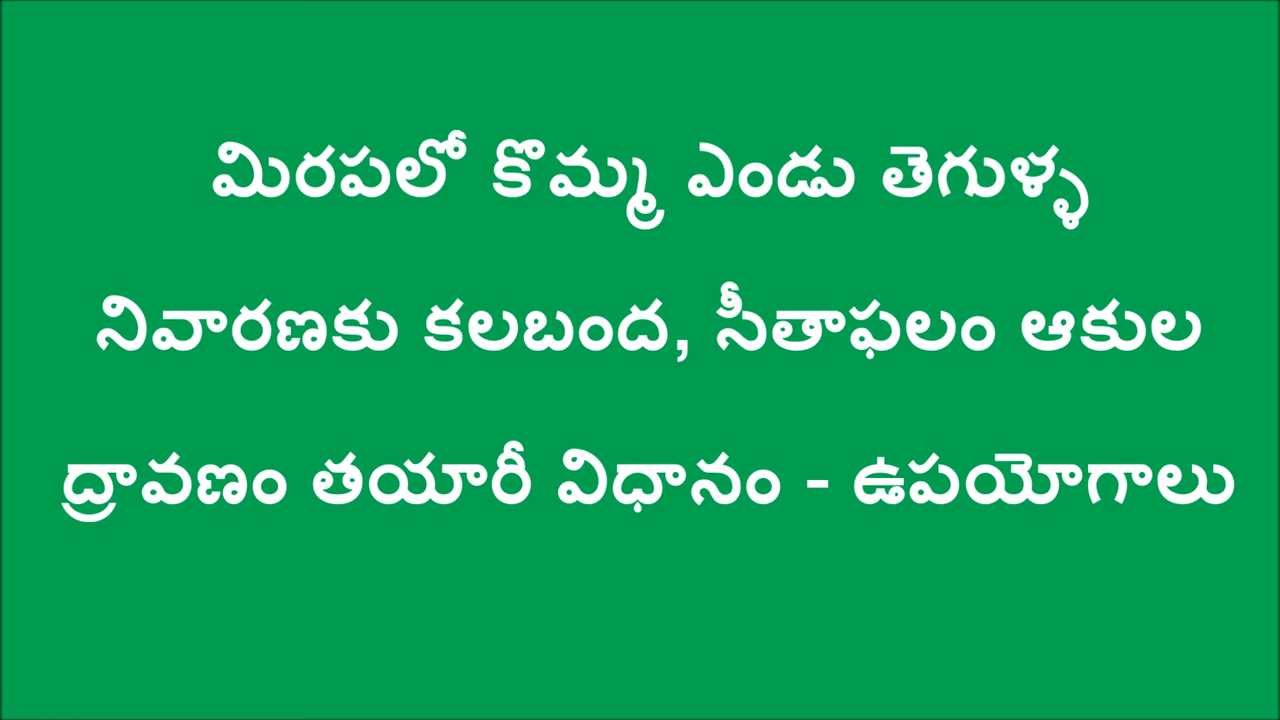 మిరపలో కొమ్మ ఎండు తెగుళ్ళ
నివారణకు కలబంద, సీతాఫలం ఆకుల
ద్రావణం తయారీ విధానం - ఉపయోగాలు